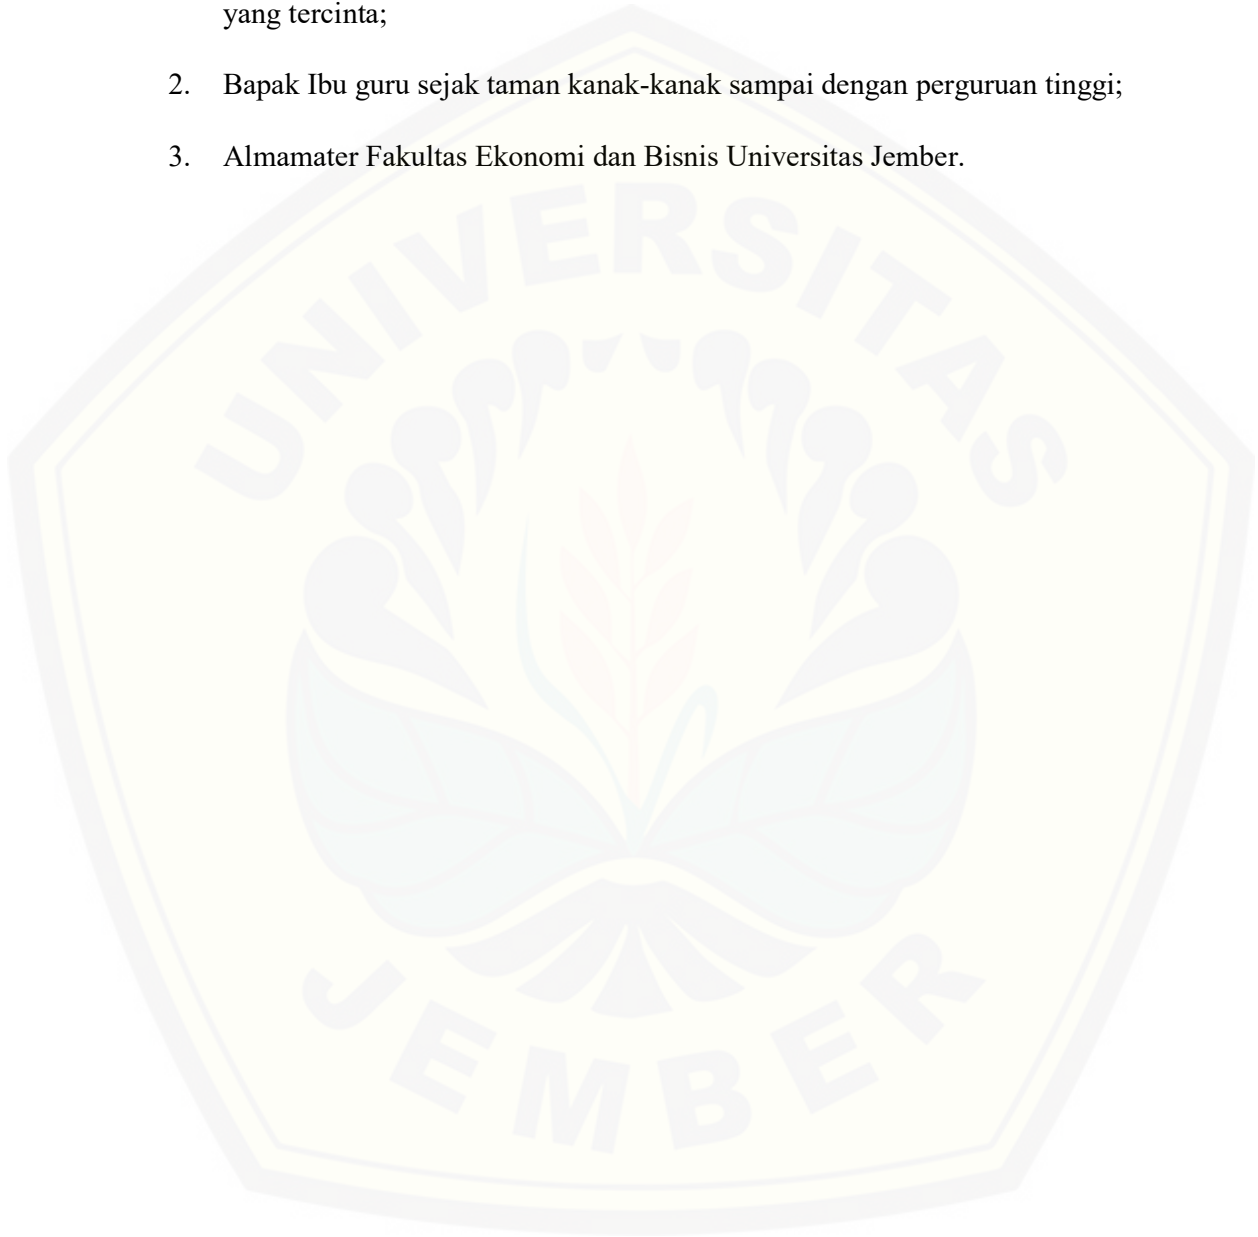 yang tercinta;
2. Bapak Ibu guru sejak taman kanak-kanak sampai dengan perguruan tinggi;
3. Almamater Fakultas Ekonomi dan Bisnis Universitas Jember.
UNIVERSITAS
JEMBER